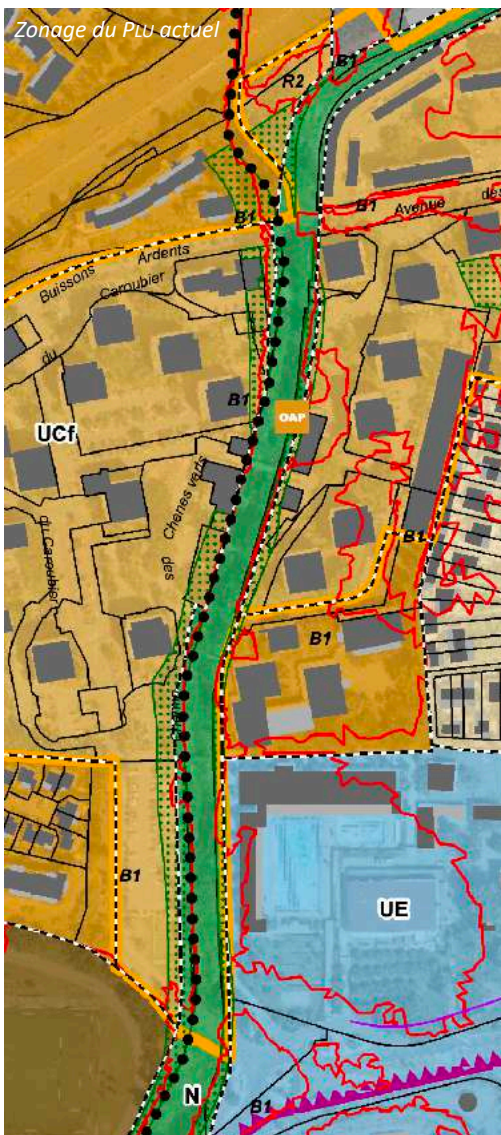 Zonage du PLU actuel
B1
R2
B1
B1
Avenue des
Buissons Ardents
du Caroubier
B1
OAP
UCf
Chênes verts
des
du Caroubier
B1
B1
B1
UE
N
B1